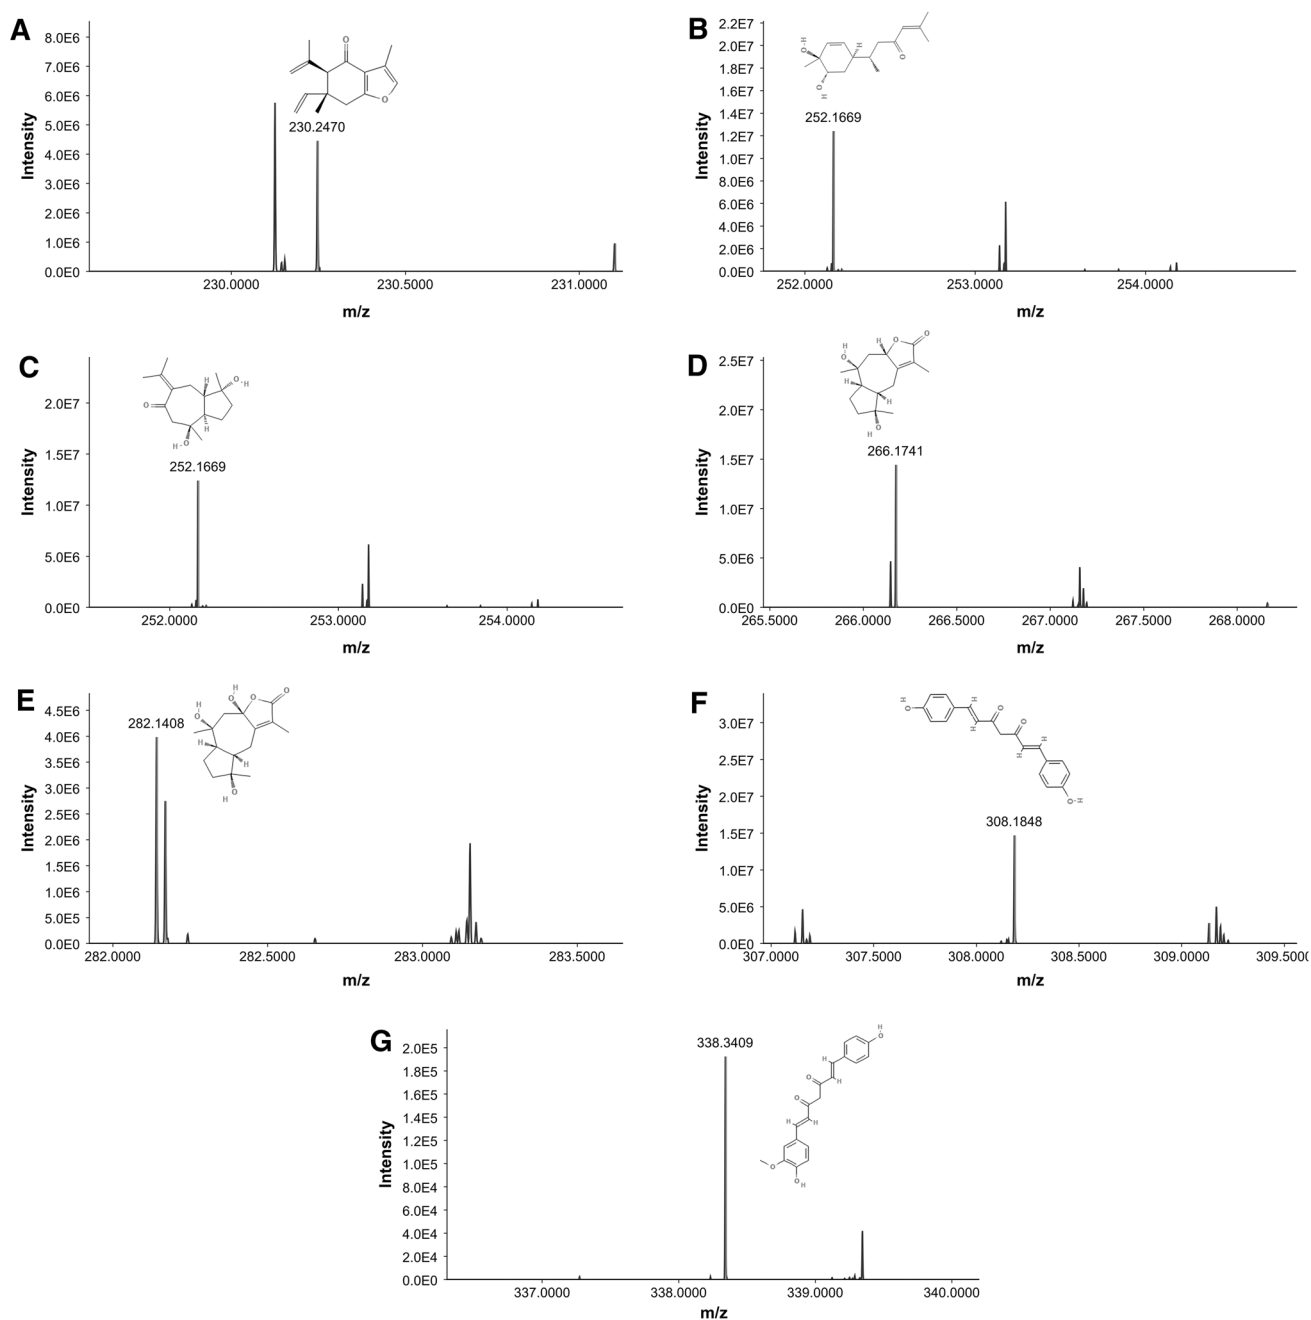 A
Intensity
8.0E6
7.0E6
6.0E6
5.0E6
4.0E6
3.0E6
2.0E6
1.0E6
0.0E0
230.2470
O
O
230.0000 230.5000 231.0000
m/z
B
Intensity
2.2E7
2.0E7
1.8E7
1.6E7
1.4E7
1.2E7
1.0E7
8.0E6
6.0E6
4.0E6
2.0E6
0.0E0
252.1669
H
O
H
O
O
H
252.0000 253.0000 254.0000
m/z
C
Intensity
2.0E7
1.5E7
1.0E7
5.0E6
0.0E0
H
O-H
O
H
H-O
252.1669
252.0000 253.0000 254.0000
m/z
D
Intensity
2.5E7
2.0E7
1.5E7
1.0E7
5.0E6
0.0E0
H
O
H
O
O
H
H
O
H
266.1741
265.5000 266.0000 266.5000 267.0000 267.5000 268.0000
m/z
E
Intensity
4.5E6
4.0E6
3.5E6
3.0E6
2.5E6
2.0E6
1.5E6
1.0E6
5.0E5
0.0E0
282.1408
H
O
O
O
H
O
H
H
O
H
282.0000 282.5000 283.0000 283.5000
m/z
F
Intensity
3.0E7
2.5E7
2.0E7
1.5E7
1.0E7
5.0E6
0.0E0
H
O
H
H
O
O
H
H
O-H
308.1848
307.0000 307.5000 308.0000 308.5000 309.0000 309.5000
m/z
G
Intensity
2.0E5
1.8E5
1.6E5
1.4E5
1.2E5
1.0E5
8.0E4
6.0E4
4.0E4
2.0E4
0.0E0
338.3409
H
O
H
H
O
O
H
H
O
O
H
337.0000 338.0000 339.0000 340.0000
m/z